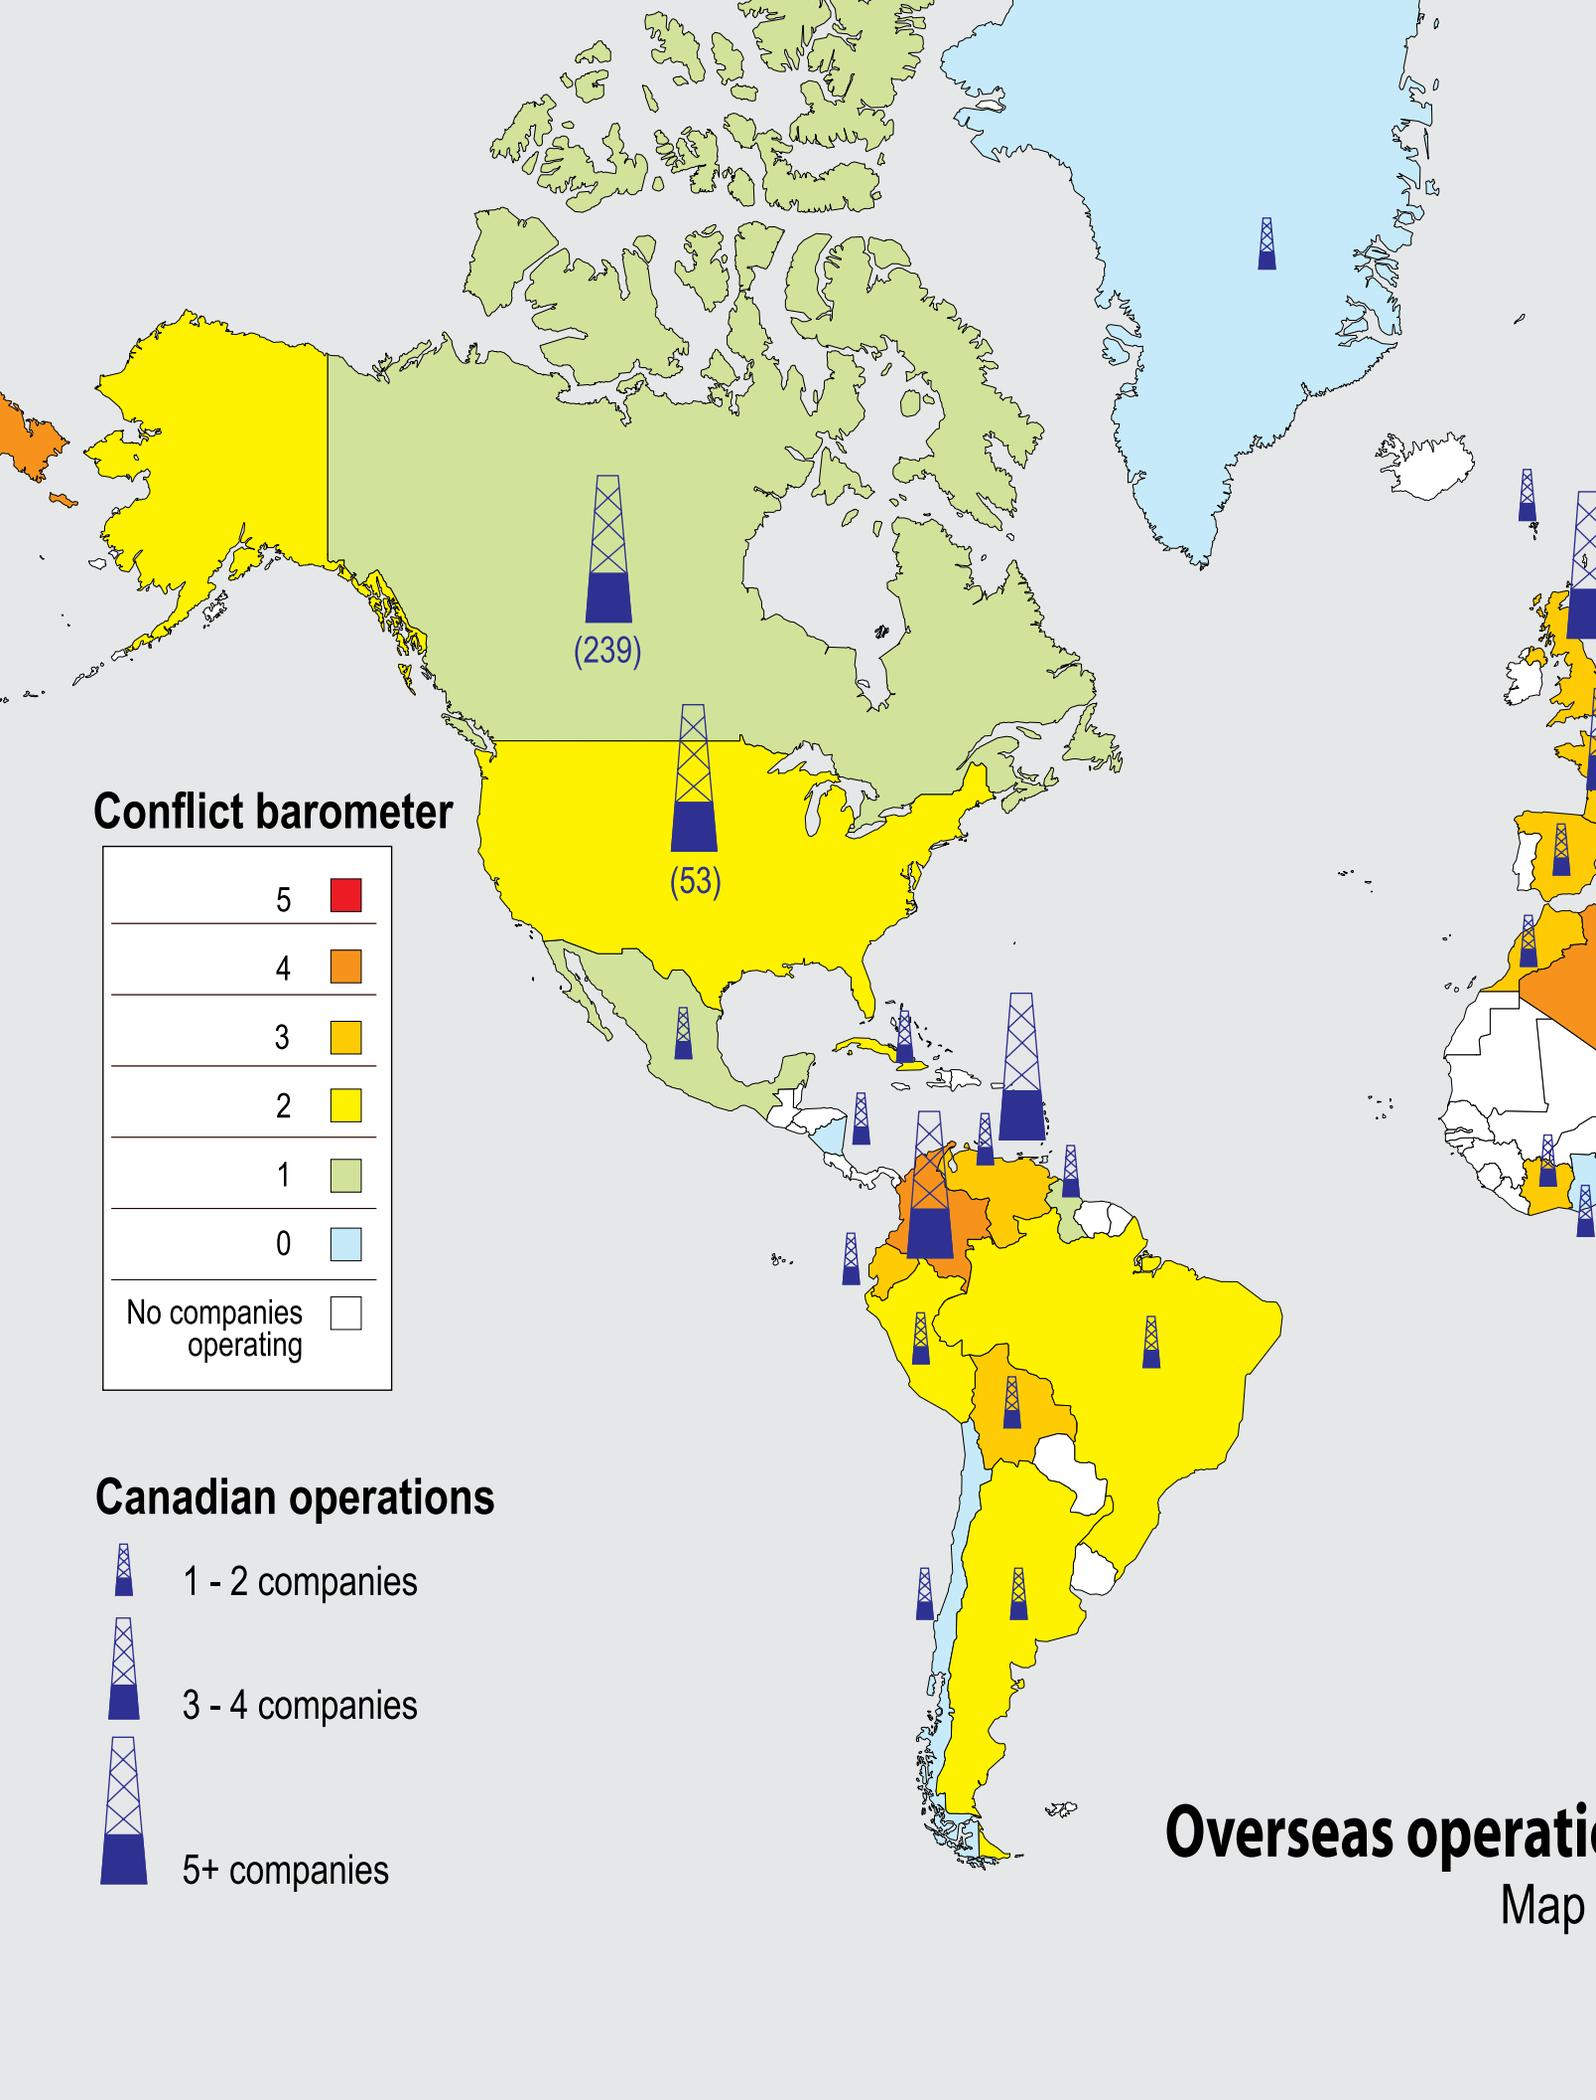 (239)
(53)
Conflict barometer
5
4
3
2
1
0
No companies
operating
Canadian operations
1 - 2 companies
3 - 4 companies
5+ companies
Overseas operati
Map